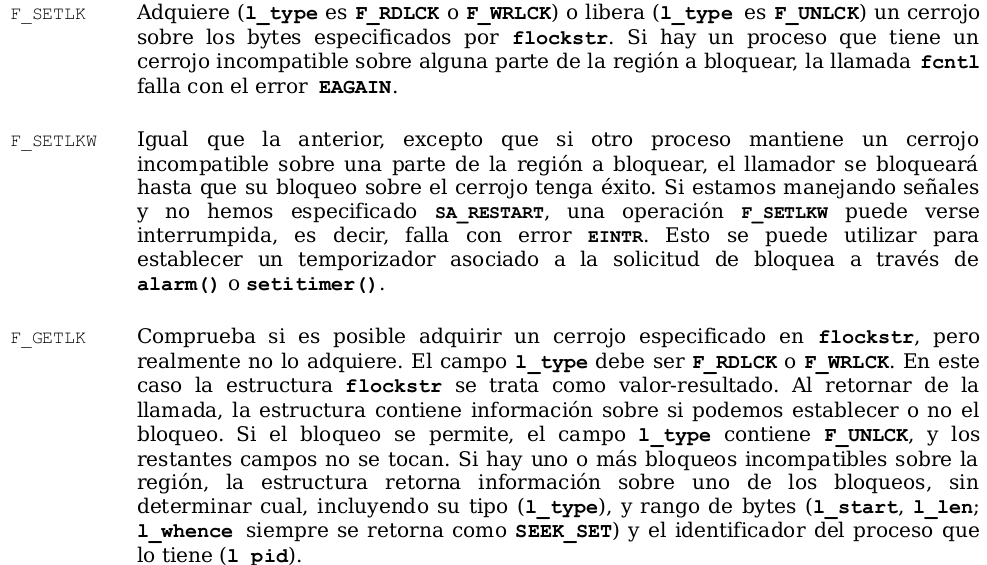 F_SETLK Adquiere (l_type es F_RDLCK o F_WRLCK) o libera (l_type es F_UNLCK) un cerrojo
sobre los bytes especificados por flockstr. Si hay un proceso que tiene un
cerrojo incompatible sobre alguna parte de la región a bloquear, la llamada fcntl
falla con el error EAGAIN.
F_SETLKW Igual que la anterior, excepto que si otro proceso mantiene un cerrojo
incompatible sobre una parte de la región a bloquear, el llamador se bloqueará
hasta que su bloqueo sobre el cerrojo tenga éxito. Si estamos manejando señales
y no hemos especificado SA_RESTART, una operación F_SETLKW puede verse
interrumpida, es decir, falla con error EINTR. Esto se puede utilizar para
establecer un temporizador asociado a la solicitud de bloquea a través de
alarm() o setitimer().
F_GETLK Comprueba si es posible adquirir un cerrojo especificado en flockstr, pero
realmente no lo adquiere. El campo l_type debe ser F_RDLCK o F_WRLCK. En este
caso la estructura flockstr se trata como valor-resultado. Al retornar de la
llamada, la estructura contiene información sobre si podemos establecer o no el
bloqueo. Si el bloqueo se permite, el campo l_type contiene F_UNLCK, y los
restantes campos no se tocan. Si hay uno o más bloqueos incompatibles sobre la
región, la estructura retorna información sobre uno de los bloqueos, sin
determinar cual, incluyendo su tipo (l_type), y rango de bytes (l_start, l_len;
l_whence siempre se retorna como SEEK_SET) y el identificador del proceso que
lo tiene (l_pid).